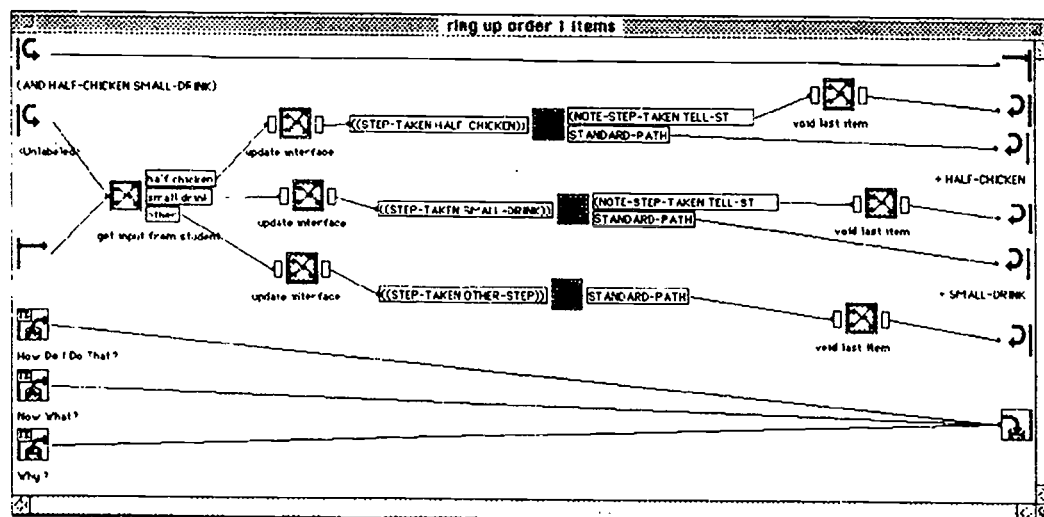 ring up order 1 items
(AND HALF-CHICKEN SMALL-DRINK)
<Unlabeled>
update interface
((STEP-TAKEN HALF-CHICKEN))
(NOTE-STEP-TAKEN TELL-ST
STANDARD-PATH
void last item
+ HALF-CHICKEN
half chicken
small drink
other
get input from student
update interface
((STEP-TAKEN SMALL-DRINK))
(NOTE-STEP-TAKEN TELL-ST
STANDARD-PATH
void last item
+ SMALL-DRINK
update interface
((STEP-TAKEN OTHER-STEP))
STANDARD-PATH
void last item
How Do I Do That?
Now What?
Why?